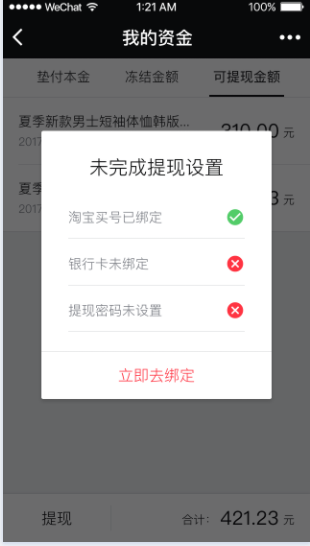 WeChat 1:21 AM 100%
我的资金
垫付本金 冻结金额 可提现金额
夏季新款男士短袖体恤韩版...
310.00 元
2017
未完成提现设置
夏季
3 元
2017
淘宝买号已绑定
银行卡未绑定
提现密码未设置
立即去绑定
提现 合计: 421.23 元